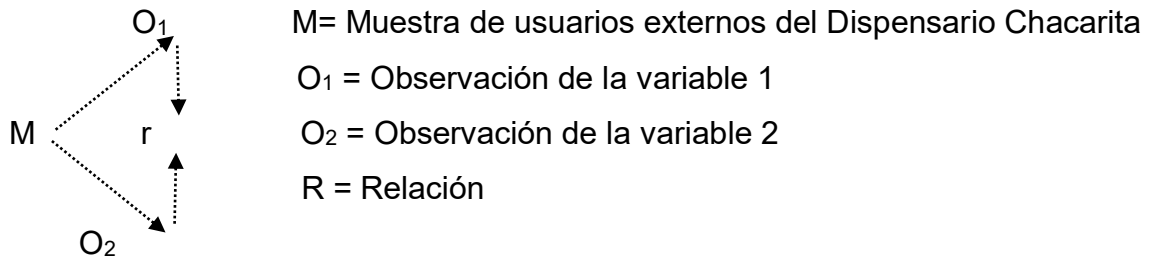 O₁ M= Muestra de usuarios externos del Dispensario Chacarita
O₁ = Observación de la variable 1
M r O₂ = Observación de la variable 2
R = Relación
O₂